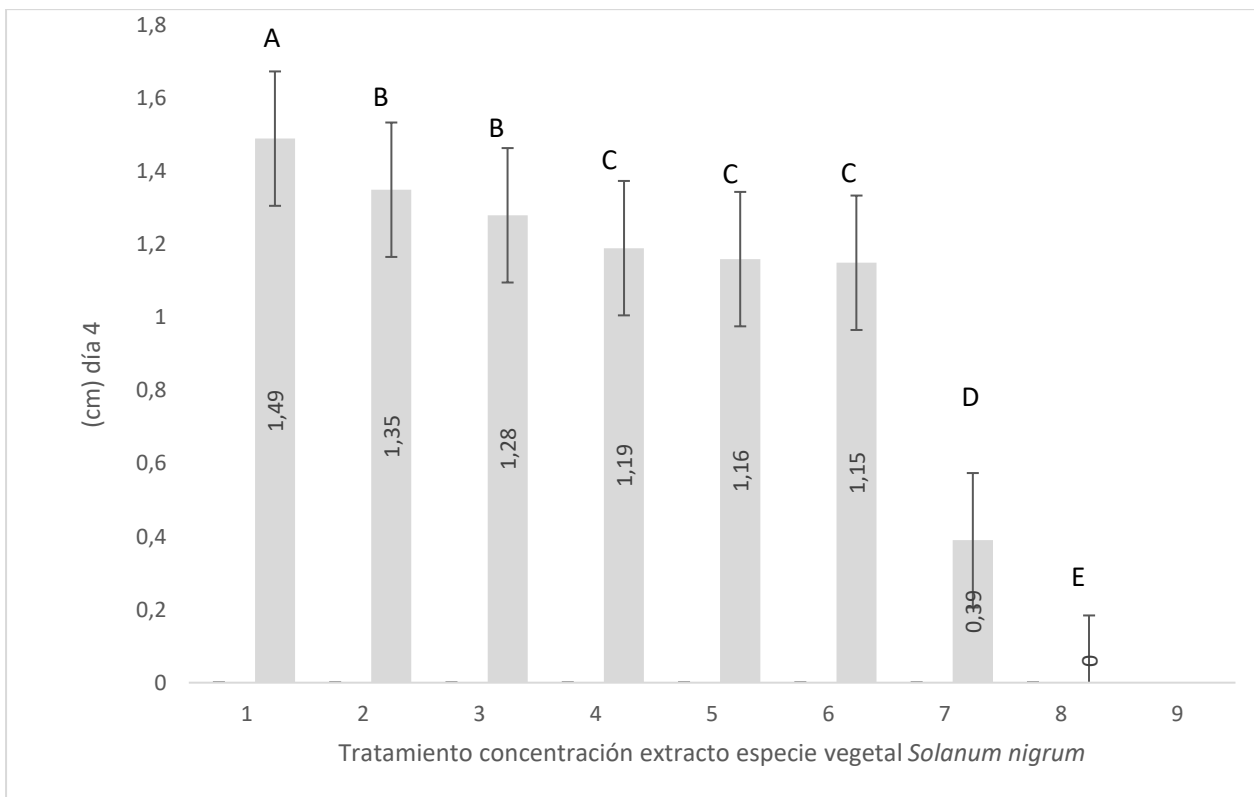 1,8
1,6
1,4
1,2
1
0,8
0,6
0,4
0,2
0
(cm) día 4
A
B
B
C
C
C
D
E
1,49
1,35
1,28
1,19
1,16
1,15
0,39
0
1 2 3 4 5 6 7 8 9
Tratamiento concentración extracto especie vegetal Solanum nigrum